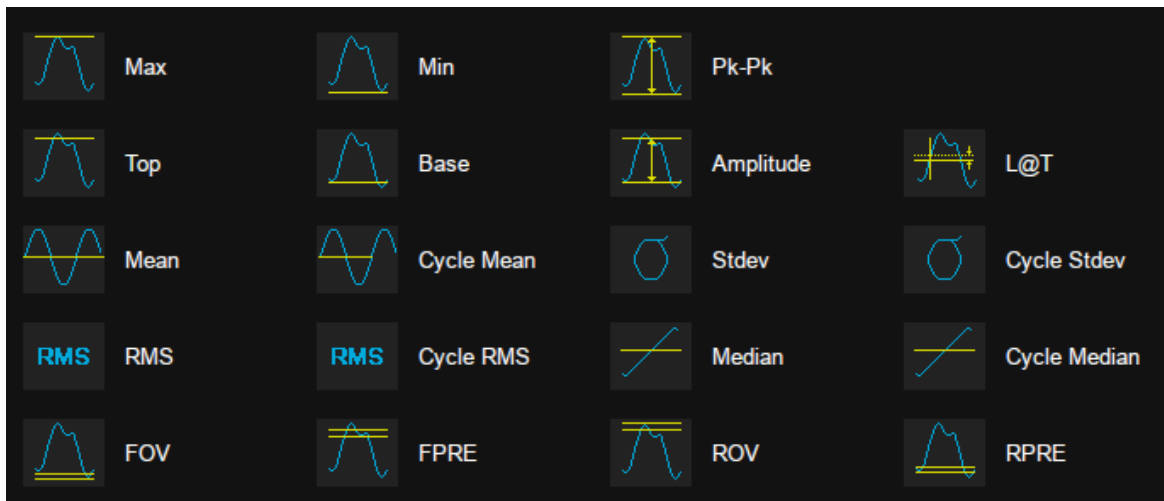 Max Min Pk-Pk
Top Base Amplitude L@T
Mean Cycle Mean Stdev Cycle Stdev
RMS RMS RMS Cycle RMS Median Cycle Median
FOV FPRE ROV RPRE